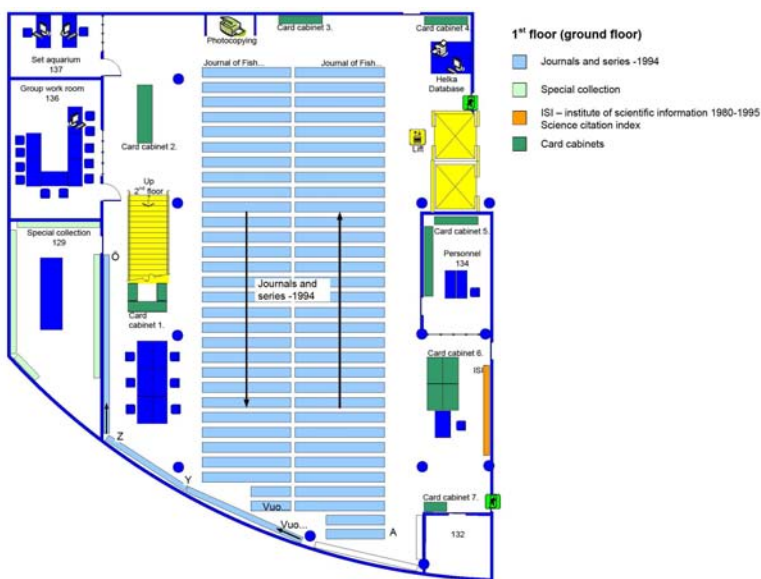 Photocopying
Card cabinet 3.
Card cabinet 4.
Set aquarium
137
Journal of Fish...
Journal of Fish...
Helka
Database
Group work room
136
Card cabinet 2.
Lift
Up
2nd floor
Special collection
129
Ö
Card cabinet 5.
Personnel
134
Journals and
series -1994
Card
cabinet 1.
Card cabinet 6.
ISI
Z
Y
Vuo...
Vuo...
A
Card cabinet 7.
132
1st floor (ground floor)
Journals and series -1994
Special collection
ISI – institute of scientific information 1980-1995
Science citation index
Card cabinets